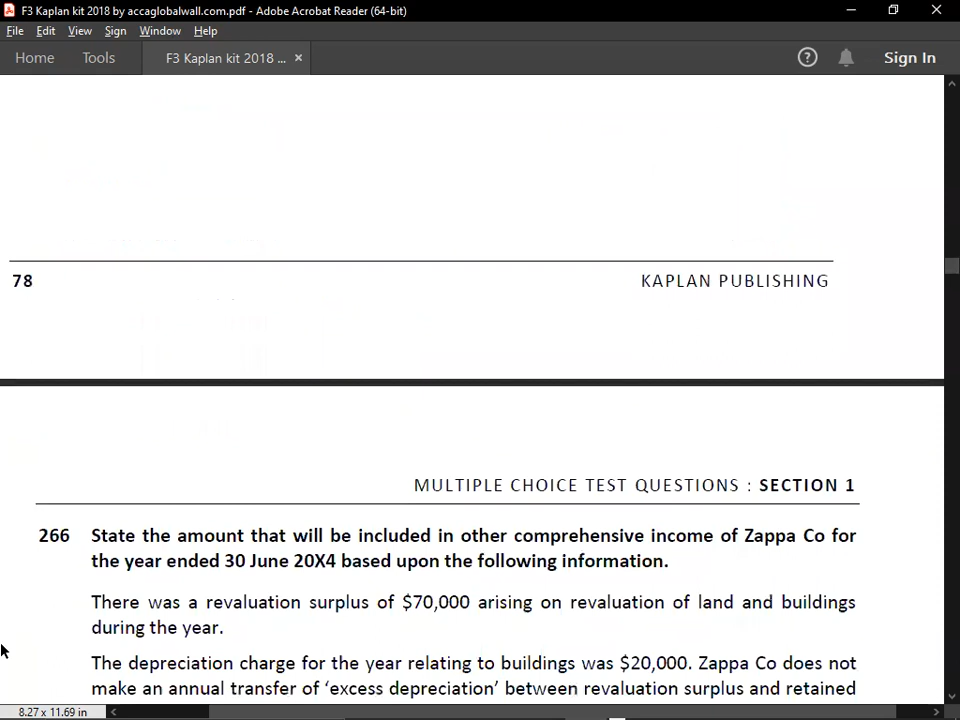 F3 Kaplan kit 2018 by accaglobalwall.com.pdf - Adobe Acrobat Reader (64-bit)
File Edit View Sign Window Help
Home Tools F3 Kaplan kit 2018 ... × ? Sign In
78 KAPLAN PUBLISHING
MULTIPLE CHOICE TEST QUESTIONS : SECTION 1
266 State the amount that will be included in other comprehensive income of Zappa Co for
the year ended 30 June 20X4 based upon the following information.
There was a revaluation surplus of $70,000 arising on revaluation of land and buildings
during the year.
The depreciation charge for the year relating to buildings was $20,000. Zappa Co does not
make an annual transfer of ‘excess depreciation’ between revaluation surplus and retained
8.27 x 11.69 in